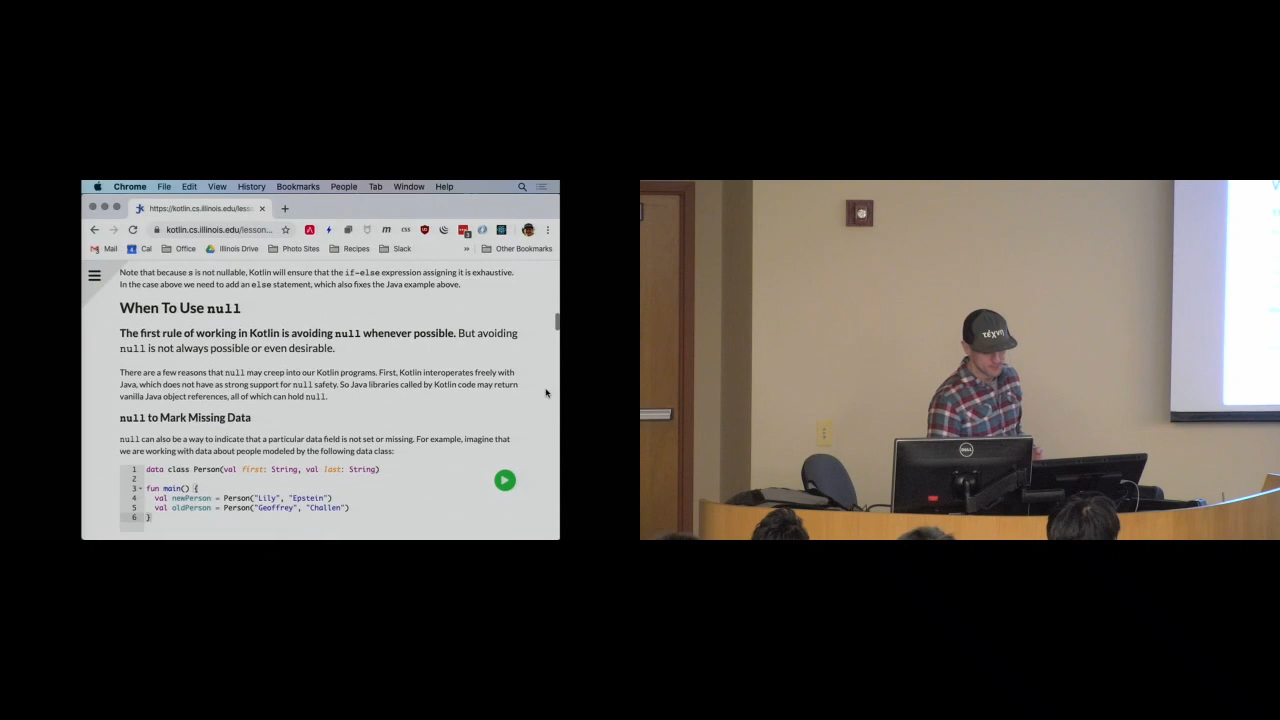 Chrome File Edit View History Bookmarks People Tab Window Help
https://kotlin.cs.illinois.edu/less
kotlin.cs.illinois.edu/lesson...
Mail Cal Office Illinois Drive Photo Sites Recipes Slack » Other Bookmarks
Note that because s is not nullable, Kotlin will ensure that the if-else expression assigning it is exhaustive.
In the case above we need to add an else statement, which also fixes the Java example above.
When To Use null
The first rule of working in Kotlin is avoiding null whenever possible. But avoiding
null is not always possible or even desirable.
There are a few reasons that null may creep into our Kotlin programs. First, Kotlin interoperates freely with
Java, which does not have as strong support for null safety. So Java libraries called by Kotlin code may return
vanilla Java object references, all of which can hold null.
null to Mark Missing Data
null can also be a way to indicate that a particular data field is not set or missing. For example, imagine that
we are working with data about people modeled by the following data class:
1 data class Person(val first: String, val last: String)
2
3 fun main() {
4 val newPerson = Person("Lily", "Epstein")
5 val oldPerson = Person("Geoffrey", "Challen")
6 }
DELL